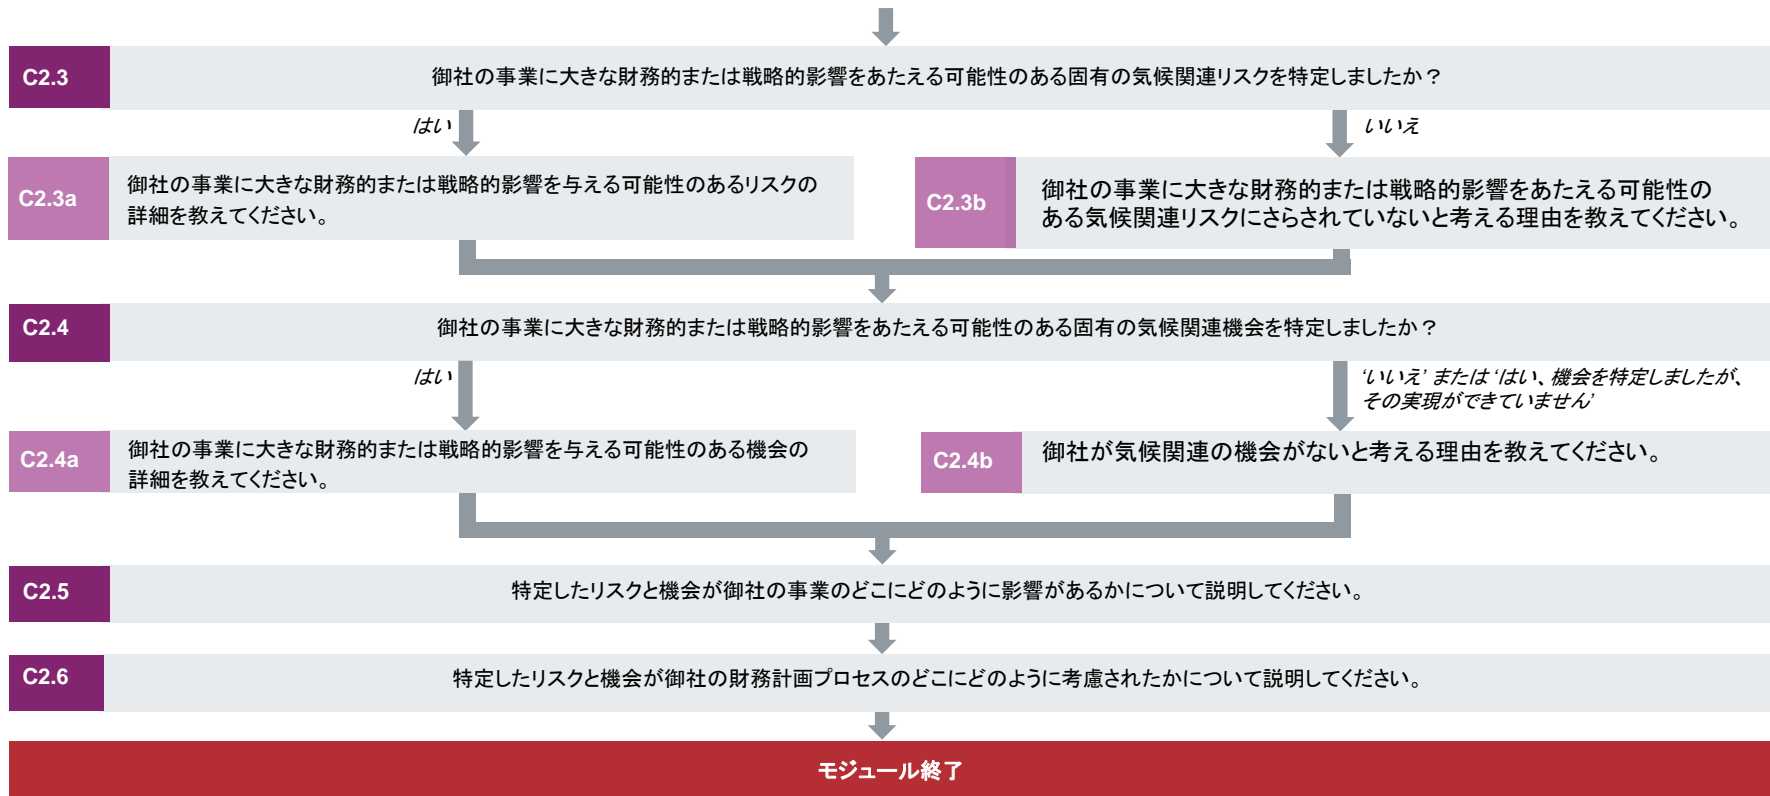 C2.3
御社の事業に大きな財務的または戦略的影響をあたえる可能性のある固有の気候関連リスクを特定しましたか？
はい
いいえ
C2.3a
御社の事業に大きな財務的または戦略的影響を与える可能性のあるリスクの
詳細を教えてください。
C2.3b
御社の事業に大きな財務的または戦略的影響をあたえる可能性の
ある気候関連リスクにさらされていないと考える理由を教えてください。
C2.4
御社の事業に大きな財務的または戦略的影響をあたえる可能性のある固有の気候関連機会を特定しましたか？
はい
‘いいえ’ または ‘はい、機会を特定しましたが、
その実現ができていません’
C2.4a
御社の事業に大きな財務的または戦略的影響を与える可能性のある機会の
詳細を教えてください。
C2.4b
御社が気候関連の機会がないと考える理由を教えてください。
C2.5
特定したリスクと機会が御社の事業のどこにどのように影響があるかについて説明してください。
C2.6
特定したリスクと機会が御社の財務計画プロセスのどこにどのように考慮されたかについて説明してください。
モジュール終了